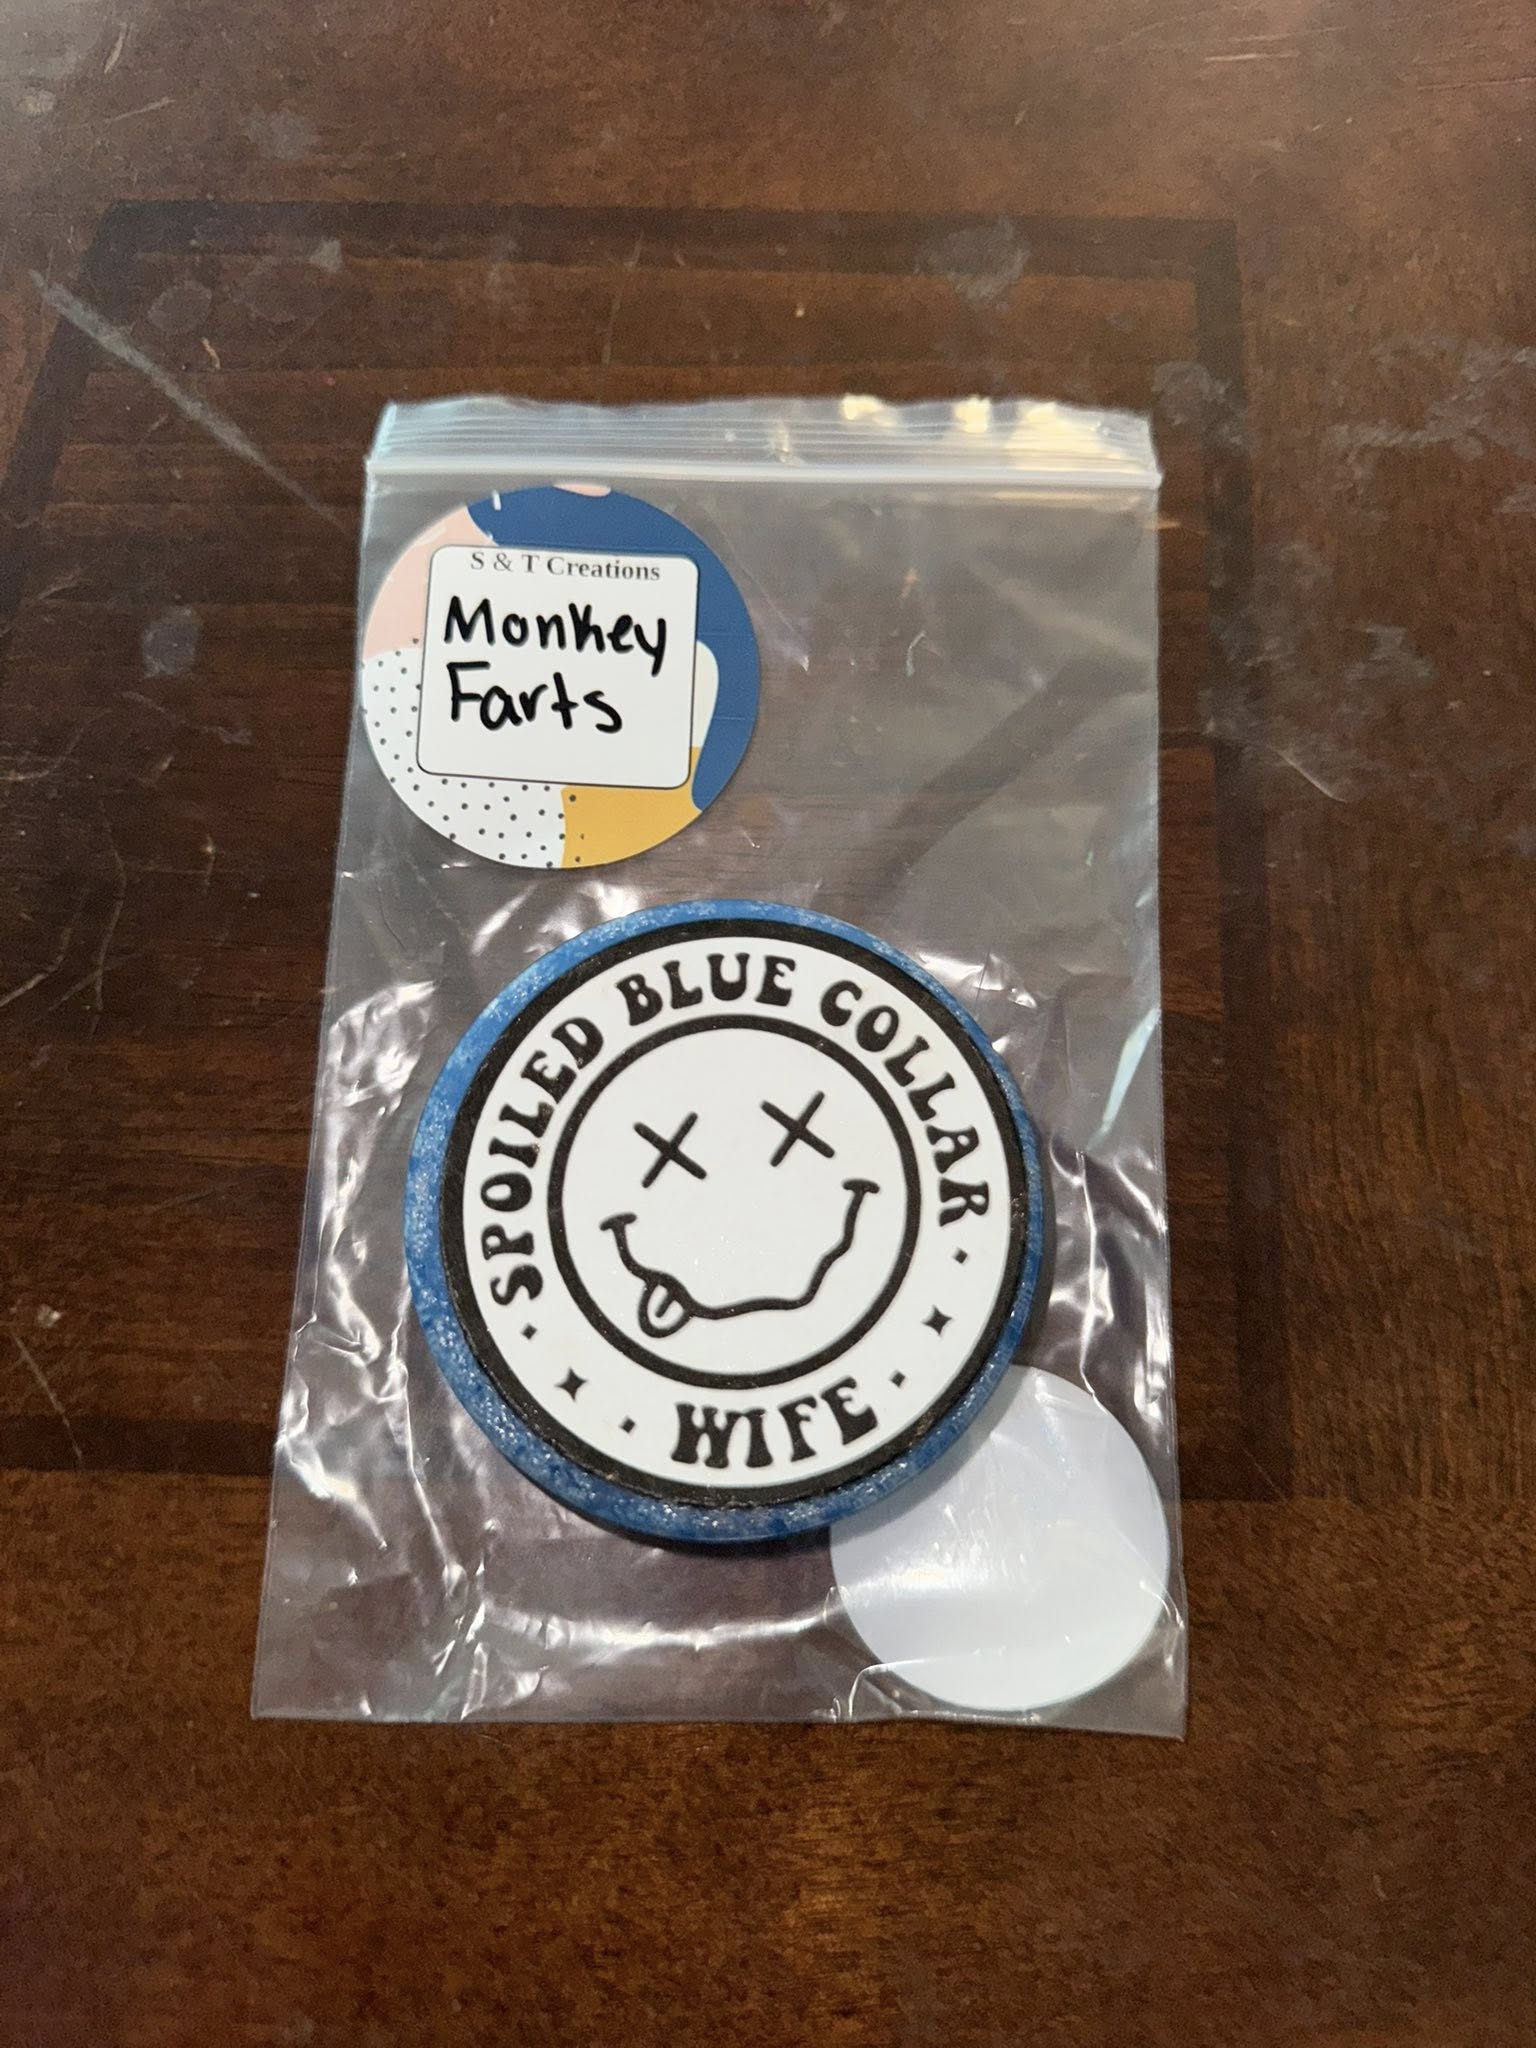 S & T Creations
Monkey
Farts
SPOILED BLUE COLLAR
WIFE